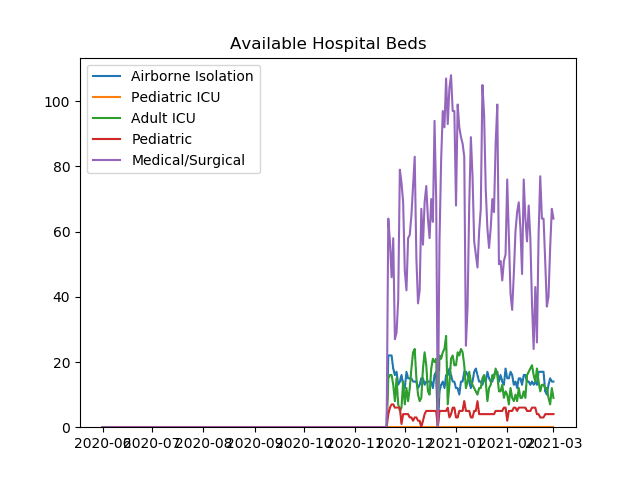 Available Hospital Beds
Airborne Isolation
Pediatric ICU
Adult ICU
Pediatric
Medical/Surgical
100
80
60
40
20
0
2020-06 2020-07 2020-08 2020-09 2020-10 2020-11 2020-12 2021-01 2021-02 2021-03